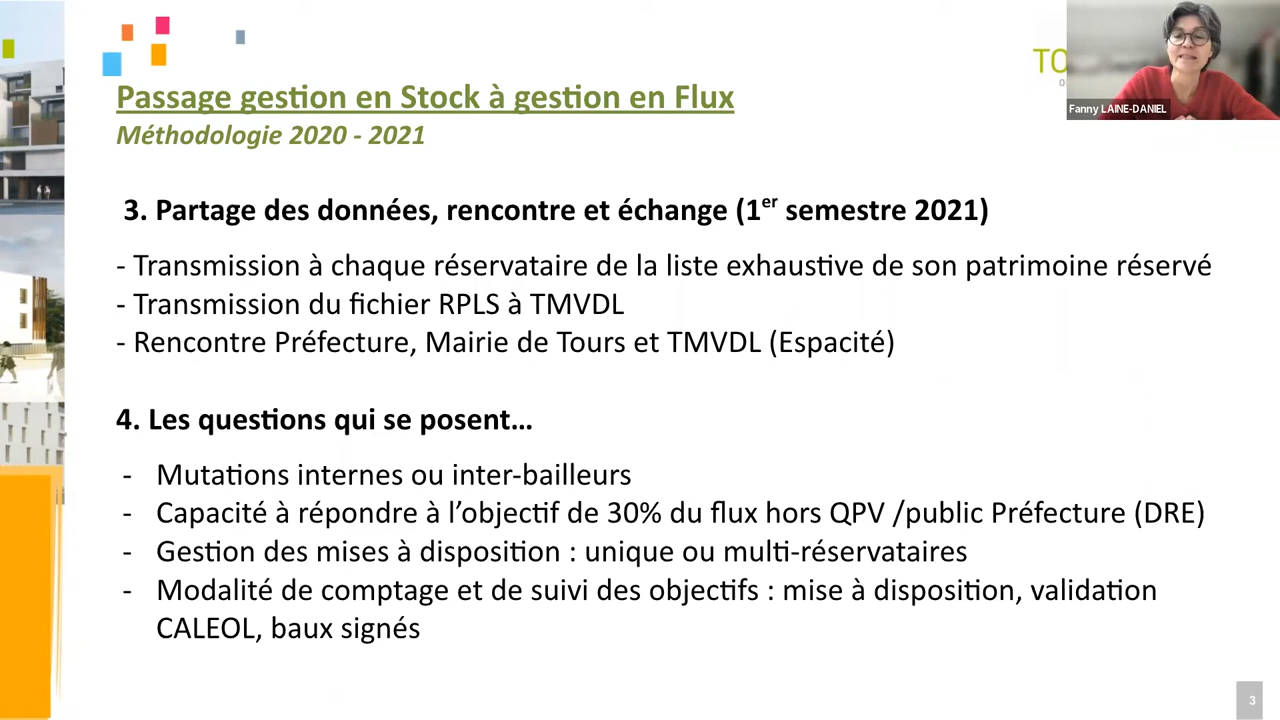 TO
Fanny LAINE-DANIEL
Passage gestion en Stock à gestion en Flux
Méthodologie 2020 - 2021
3. Partage des données, rencontre et échange (1er semestre 2021)
- Transmission à chaque réservataire de la liste exhaustive de son patrimoine réservé
- Transmission du fichier RPLS à TMVDL
- Rencontre Préfecture, Mairie de Tours et TMVDL (Espacité)
4. Les questions qui se posent...
- Mutations internes ou inter-bailleurs
- Capacité à répondre à l'objectif de 30% du flux hors QPV /public Préfecture (DRE)
- Gestion des mises à disposition : unique ou multi-réservataires
- Modalité de comptage et de suivi des objectifs : mise à disposition, validation
CALEOL, baux signés
3